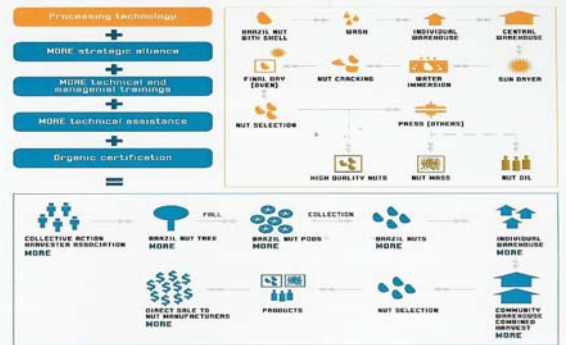 Processing technology
+
MORE strategic alliance
+
MORE technical and
managerial trainings
+
MORE technical assistance
+
Organic certification
=
BRAZIL NUT
WITH SHELL
WASH
INDIVIDUAL
WAREHOUSE
CENTRAL
WAREHOUSE
FINAL DRY
(OVEN)
NUT CRACKING
WATER
IMMERSION
SUN DRYER
NUT SELECTION
PRESS (OTHERS)
HIGH QUALITY NUTS
NUT MASS
NUT OIL
COLLECTIVE ACTION
HARVESTER ASSOCIATION
MORE
BRAZIL NUT TREE
MORE
FALL
BRAZIL NUT PODS
MORE
COLLECTION
BRAZIL NUTS
MORE
INDIVIDUAL
WAREHOUSE
MORE
DIRECT SALE TO
NUT MANUFACTURERS
MORE
PRODUCTS
NUT SELECTION
COMMUNITY
WAREHOUSE
COMBINED
HARVEST
MORE